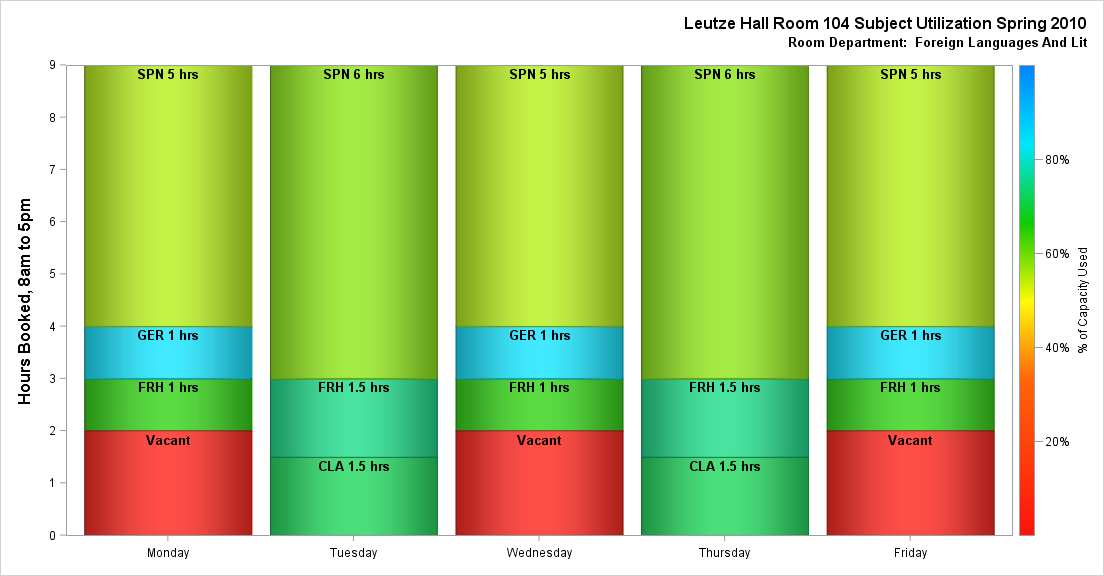 Leutze Hall Room 104 Subject Utilization Spring 2010
Room Department:  Foreign Languages And Lit
Hours Booked, 8am to 5pm
9
8
7
6
5
4
3
2
1
0
SPN 5 hrs
GER 1 hrs
FRH 1 hrs
Vacant
SPN 6 hrs
FRH 1.5 hrs
CLA 1.5 hrs
SPN 5 hrs
GER 1 hrs
FRH 1 hrs
Vacant
SPN 6 hrs
FRH 1.5 hrs
CLA 1.5 hrs
SPN 5 hrs
GER 1 hrs
FRH 1 hrs
Vacant
Monday
Tuesday
Wednesday
Thursday
Friday
80%
60%
40%
20%
% of Capacity Used